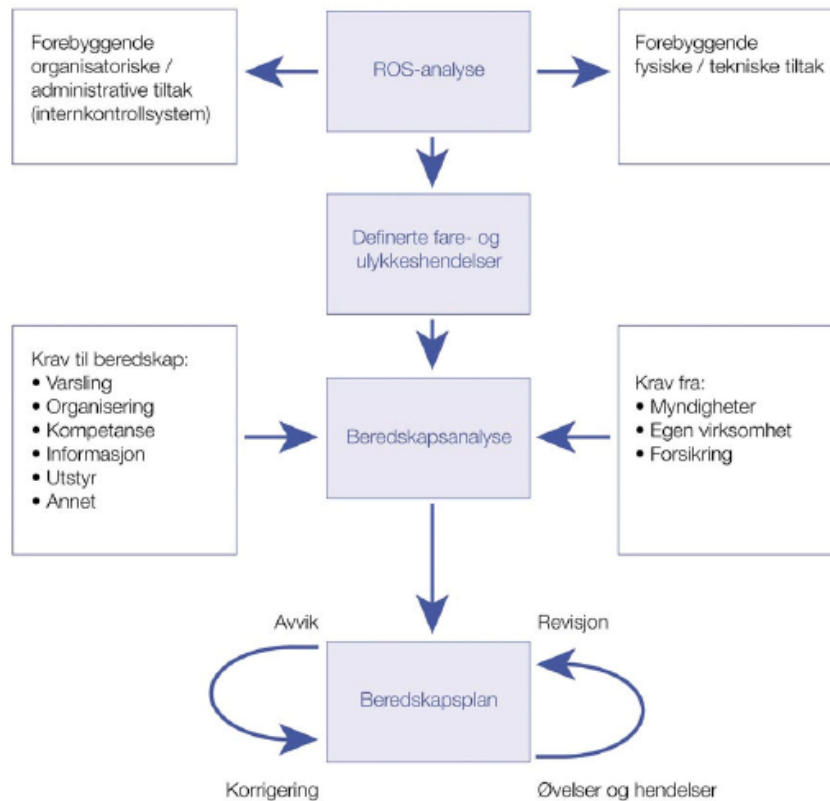 Forebyggende
organisatoriske /
administrative tiltak
(internkontrollsystem)
ROS-analyse
Forebyggende
fysiske / tekniske tiltak
Definerte fare- og
ulykkeshendelser
Krav til beredskap:
• Varsling
• Organisering
• Kompetanse
• Informasjon
• Utstyr
• Annet
Beredskapsanalyse
Krav fra:
• Myndigheter
• Egen virksomhet
• Forsikring
Avvik
Revisjon
Beredskapsplan
Korrigering
Øvelser og hendelser